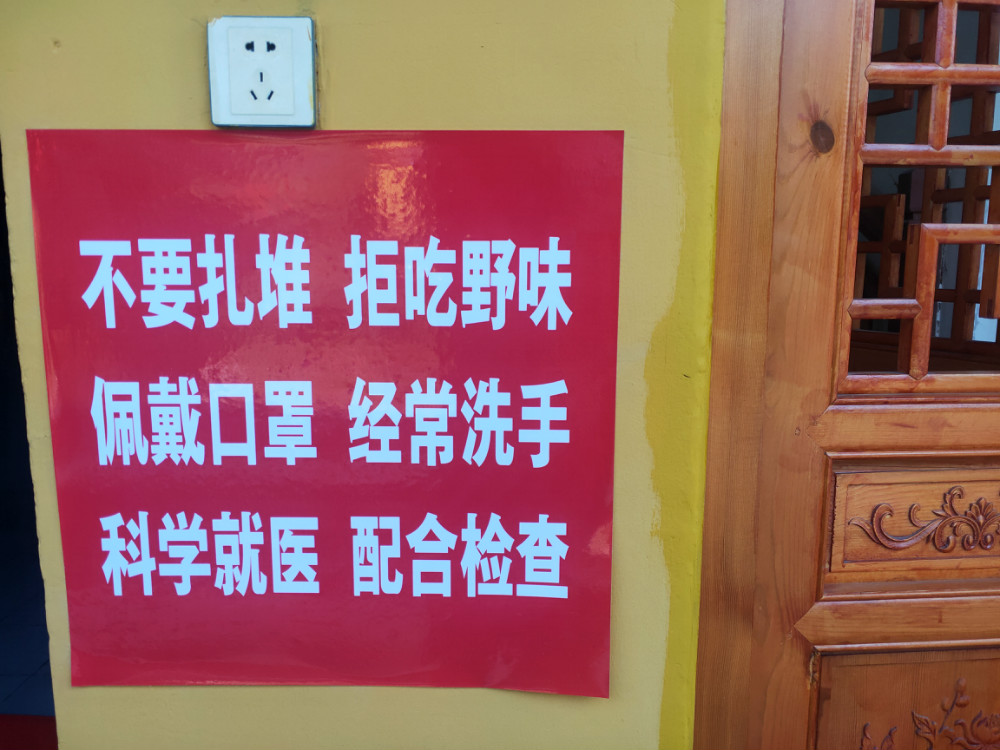 不要扎堆 拒吃野味
佩戴口罩 经常洗手
科学就医 配合检查